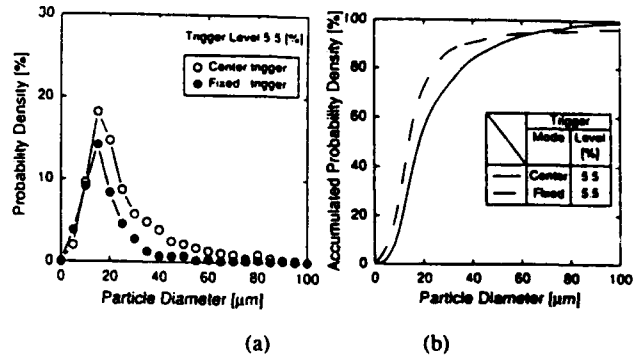 Trigger Level 5.5 [%]
Center trigger
Fixed trigger
Probability Density [%]
30
20
10
0
0 20 40 60 80 100
Particle Diameter [μm]
(a)
Accumulated Probability Density [%]
100
80
60
40
20
0
Trigger
Mode Level
[%]
Center 5.5
Fixed 5.5
0 20 40 60 80 100
Particle Diameter [μm]
(b)